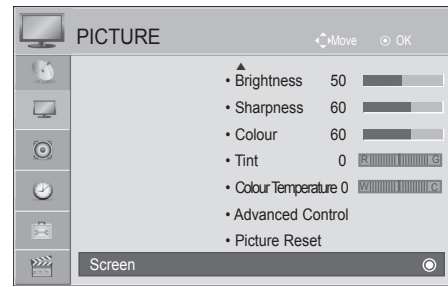 PICTURE
Move OK
• Brightness 50
• Sharpness 60
• Colour 60
• Tint 0 R G
• Colour Temperature 0 W C
• Advanced Control
• Picture Reset
Screen